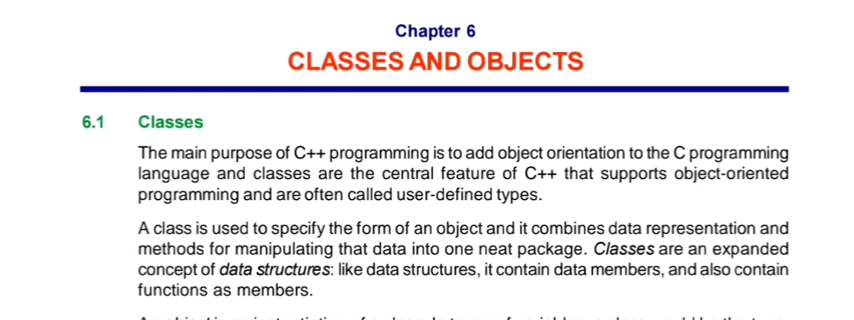 Chapter 6
CLASSES AND OBJECTS
6.1 Classes
The main purpose of C++ programming is to add object orientation to the C programming
language and classes are the central feature of C++ that supports object-oriented
programming and are often called user-defined types.
A class is used to specify the form of an object and it combines data representation and
methods for manipulating that data into one neat package. Classes are an expanded
concept of data structures: like data structures, it contain data members, and also contain
functions as members.